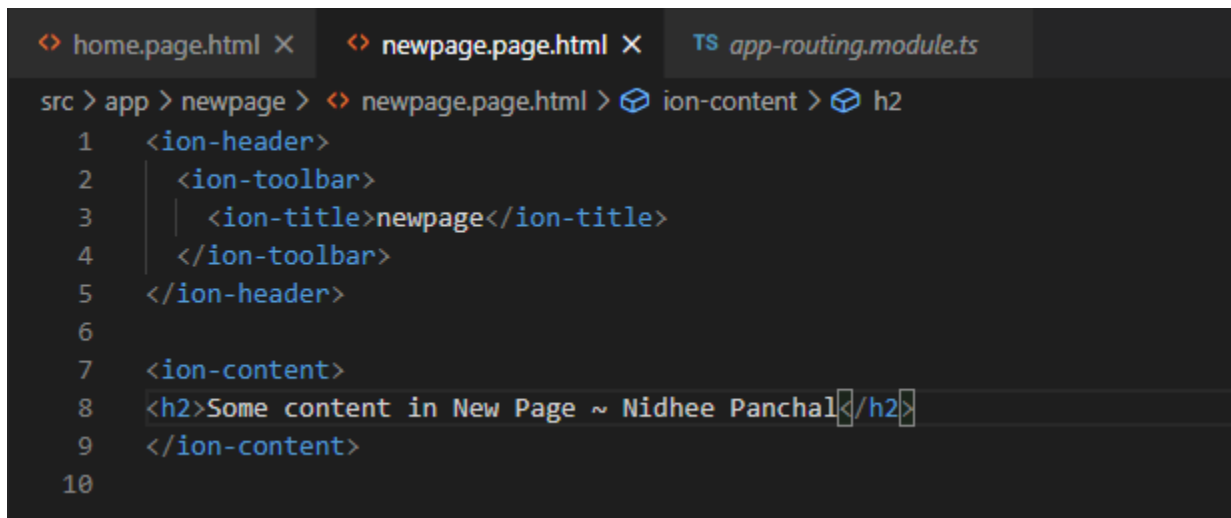 <> home.page.html × <> newpage.page.html × TS app-routing.module.ts
src > app > newpage > <> newpage.page.html > ion-content > h2
1 <ion-header>
2   <ion-toolbar>
3     <ion-title>newpage</ion-title>
4   </ion-toolbar>
5 </ion-header>
6
7 <ion-content>
8 <h2>Some content in New Page ~ Nidhee Panchal</h2>
9 </ion-content>
10